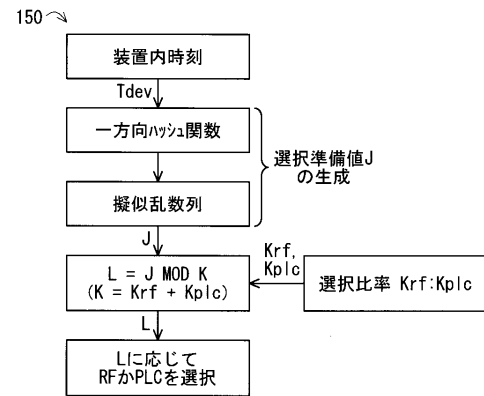 150
装置内時刻
Tdev
一方向ハッシュ関数
選択準備値J
の生成
擬似乱数列
J
Krf,
Kplc
L = J MOD K
(K = Krf + Kplc)
選択比率 Krf:Kplc
L
Lに応じて
RFかPLCを選択